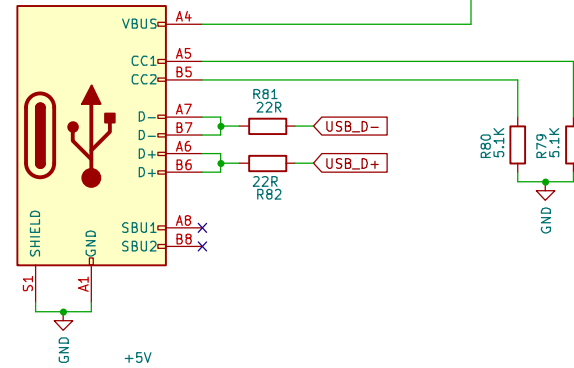 VBUS A4
CC1 A5
CC2 B5
D- A7
D- B7
D+ A6
D+ B6
SBU1 A8
SBU2 B8
SHIELD
GND
S1
A1
GND
+5V
R81
22R
USB_D-
USB_D+
22R
R82
R80
5.1K
R79
5.1K
GND